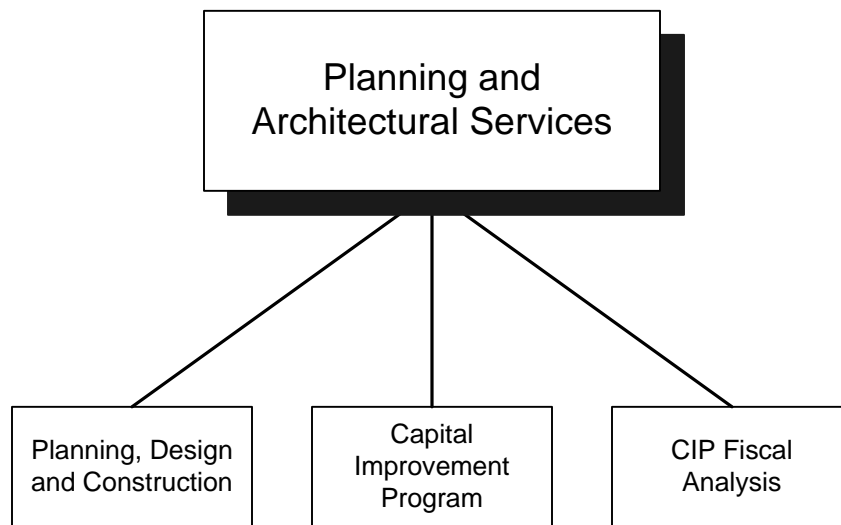 Planning and
Architectural Services
Planning, Design
and Construction
Capital
Improvement
Program
CIP Fiscal
Analysis